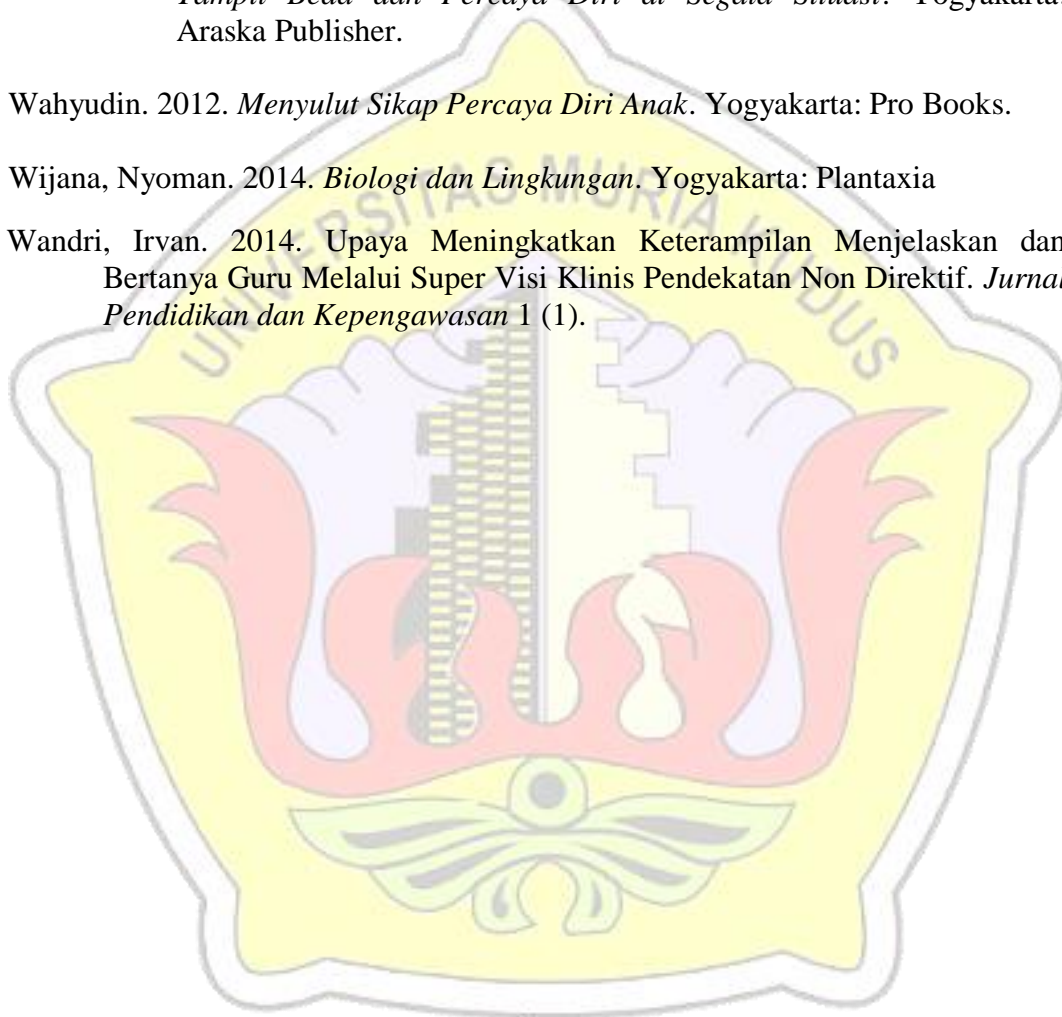 Tampil Beda dan Percaya Diri di Segala Situasi. Yogyakarta:
Araska Publisher.
Wahyudin. 2012. Menyulut Sikap Percaya Diri Anak. Yogyakarta: Pro Books.
Wijana, Nyoman. 2014. Biologi dan Lingkungan. Yogyakarta: Plantaxia
Wandri, Irvan. 2014. Upaya Meningkatkan Keterampilan Menjelaskan dan
Bertanya Guru Melalui Super Visi Klinis Pendekatan Non Direktif. Jurnal
Pendidikan dan Kepengawasan 1 (1).
UNIVERSITAS MURIA KUDUS